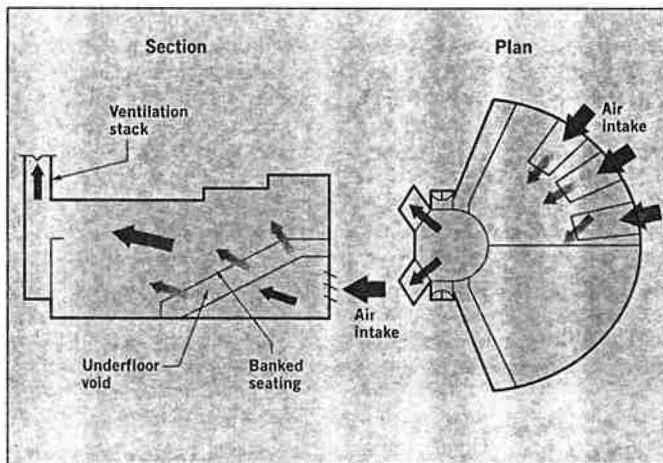 Section
Plan
Ventilation
stack
Air
intake
Air
intake
Underfloor
void
Banked
seating